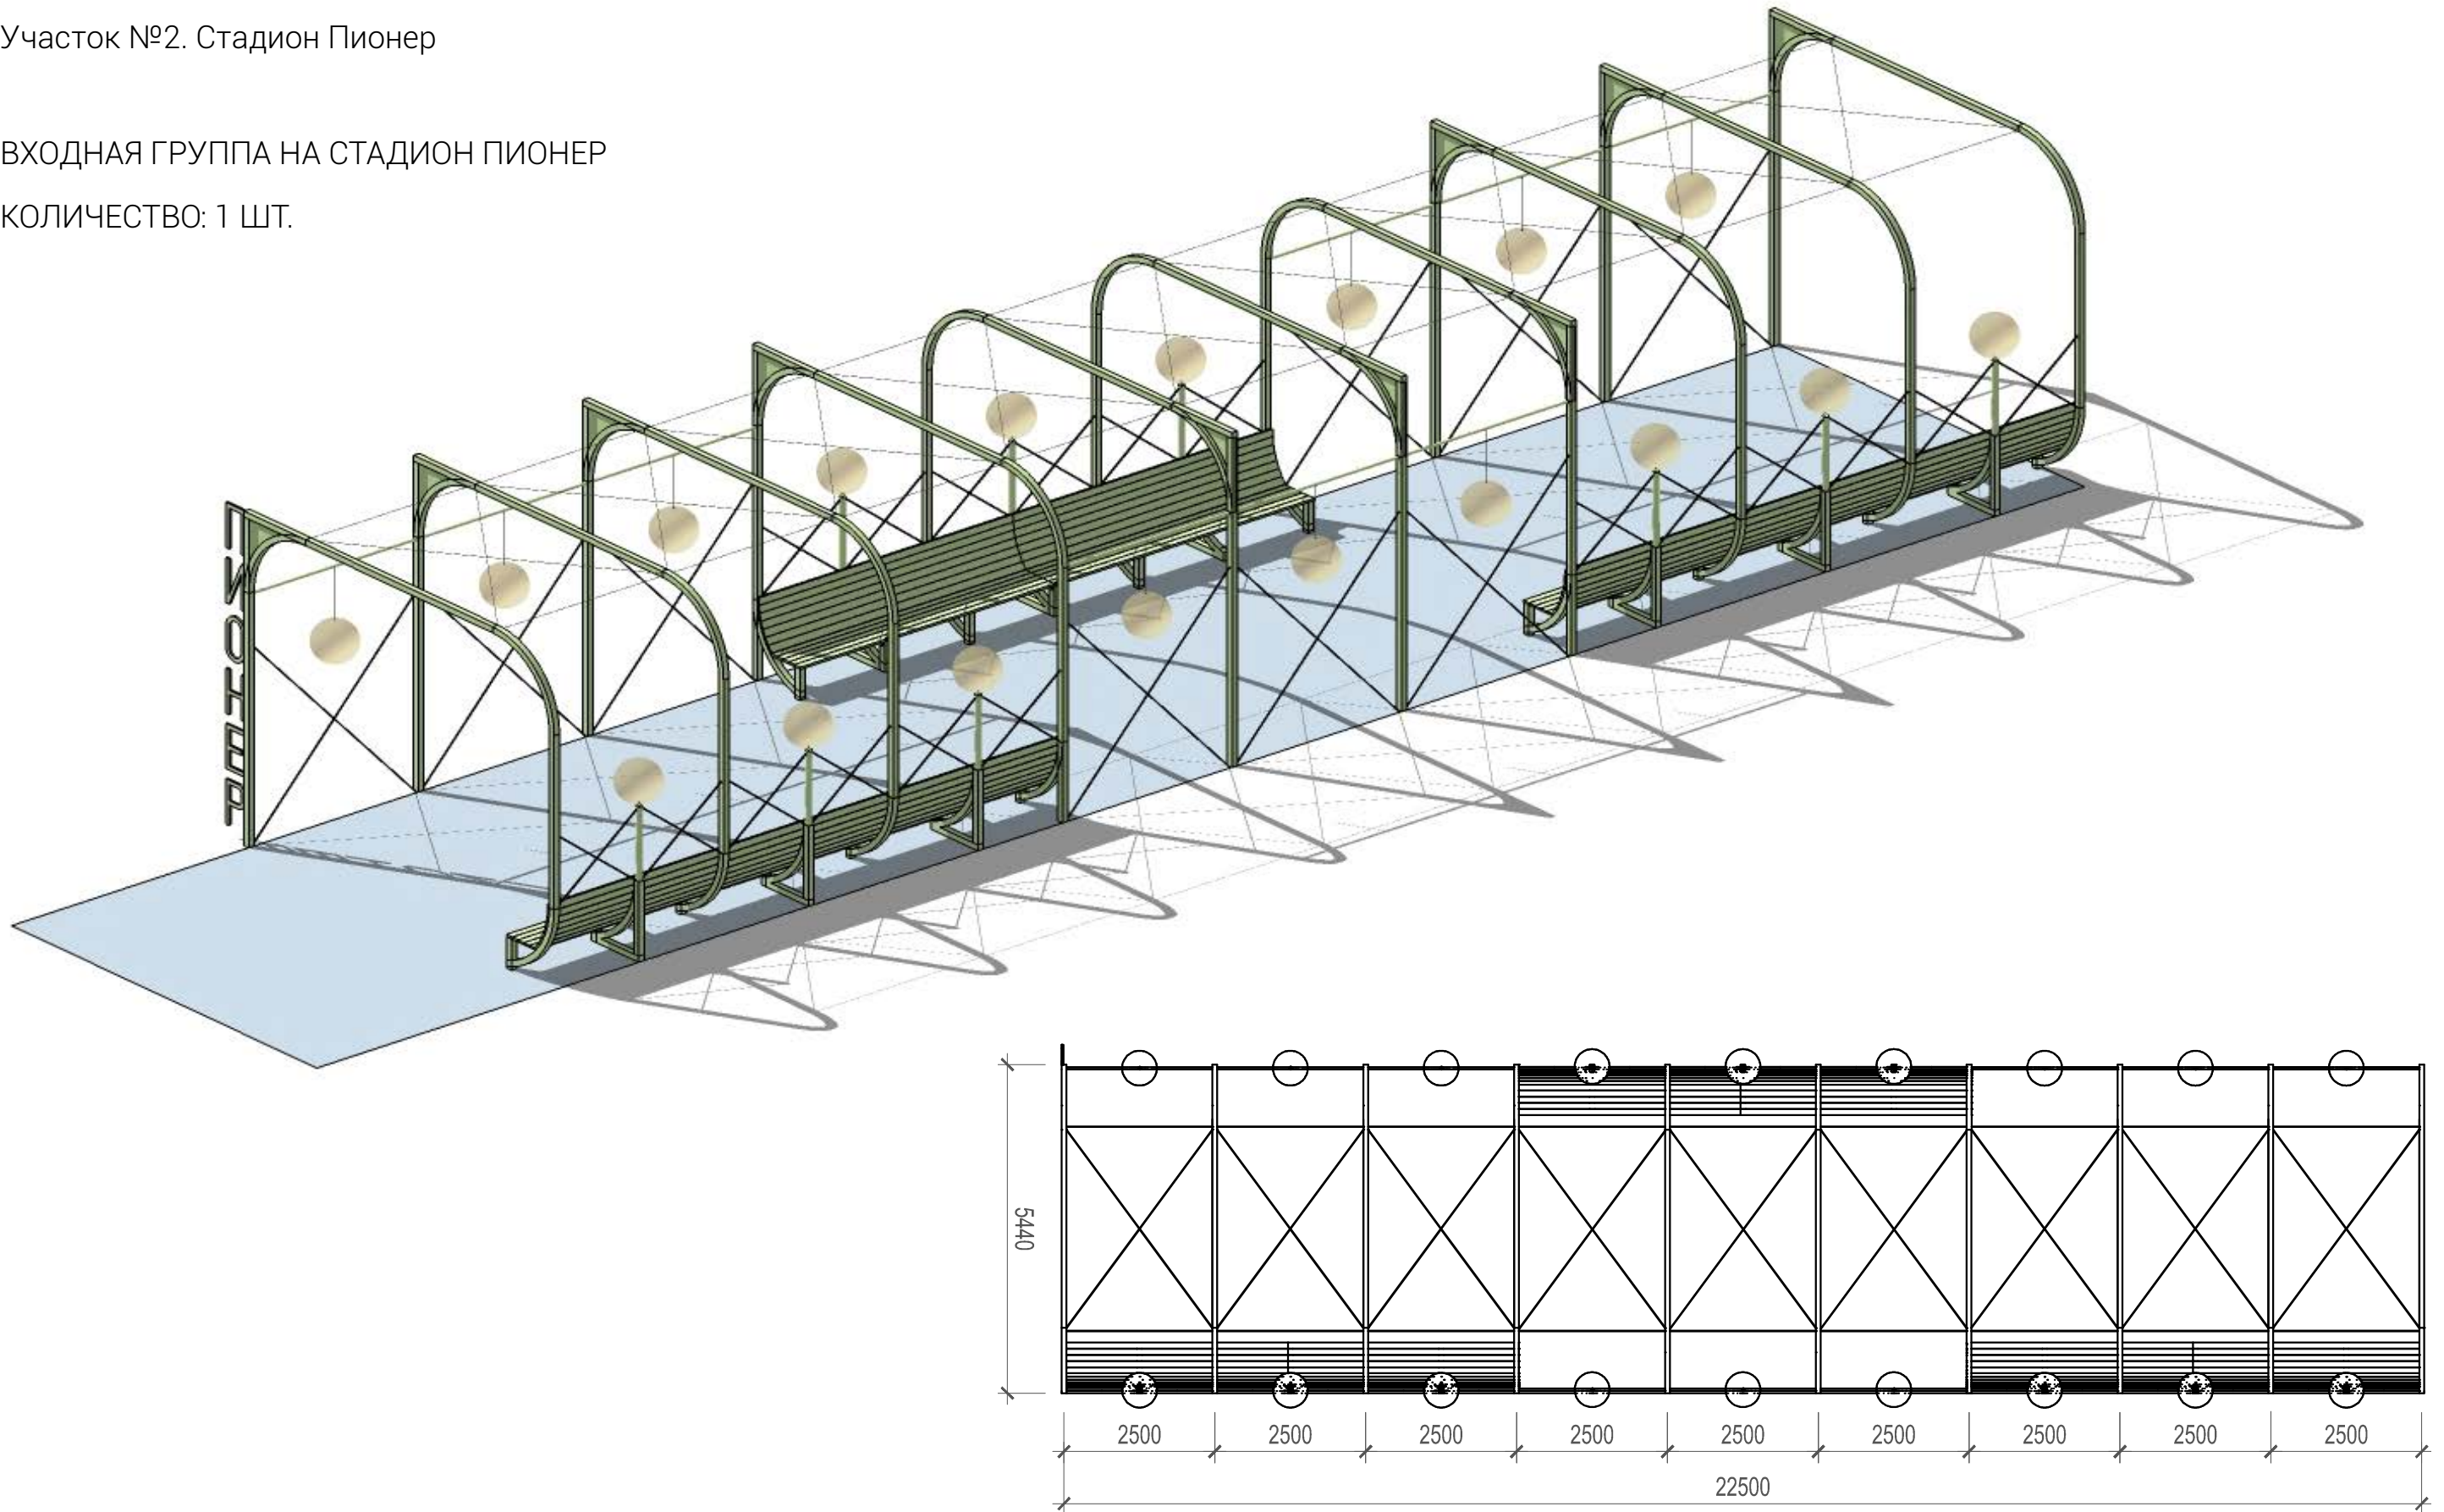 Участок №2. Стадион Пионер
ВХОДНАЯ ГРУППА НА СТАДИОН ПИОНЕР
КОЛИЧЕСТВО: 1 ШТ.
ПИОНЕР
5440
2500 2500 2500 2500 2500 2500 2500 2500 2500
22500